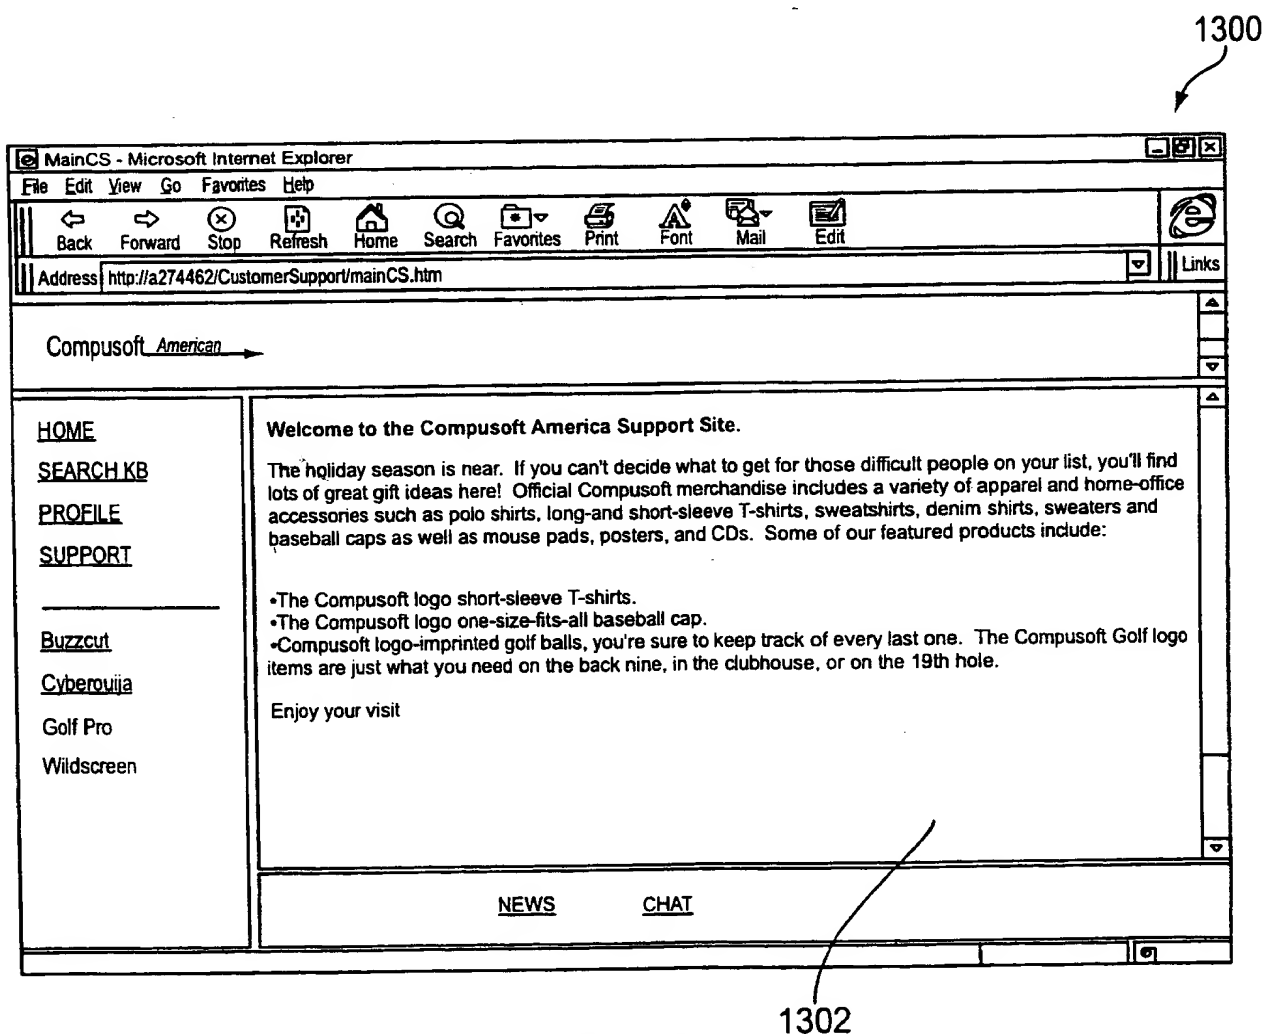 1300
MainCS - Microsoft Internet Explorer
File Edit View Go Favorites Help
Back Forward Stop Refresh Home Search Favorites Print Font Mail Edit
Address http://a274462/CustomerSupport/mainCS.htm Links
Compusoft American
HOME
SEARCH KB
PROFILE
SUPPORT
Buzzcut
Cyberouija
Golf Pro
Wildscreen
Welcome to the Compusoft America Support Site.
The holiday season is near. If you can't decide what to get for those difficult people on your list, you'll find
lots of great gift ideas here! Official Compusoft merchandise includes a variety of apparel and home-office
accessories such as polo shirts, long-and short-sleeve T-shirts, sweatshirts, denim shirts, sweaters and
baseball caps as well as mouse pads, posters, and CDs. Some of our featured products include:
•The Compusoft logo short-sleeve T-shirts.
•The Compusoft logo one-size-fits-all baseball cap.
•Compusoft logo-imprinted golf balls, you're sure to keep track of every last one. The Compusoft Golf logo
items are just what you need on the back nine, in the clubhouse, or on the 19th hole.
Enjoy your visit
NEWS CHAT
1302